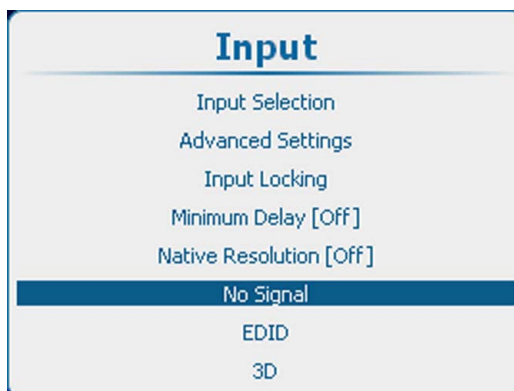 Input
Input Selection
Advanced Settings
Input Locking
Minimum Delay [Off]
Native Resolution [Off]
No Signal
EDID
3D